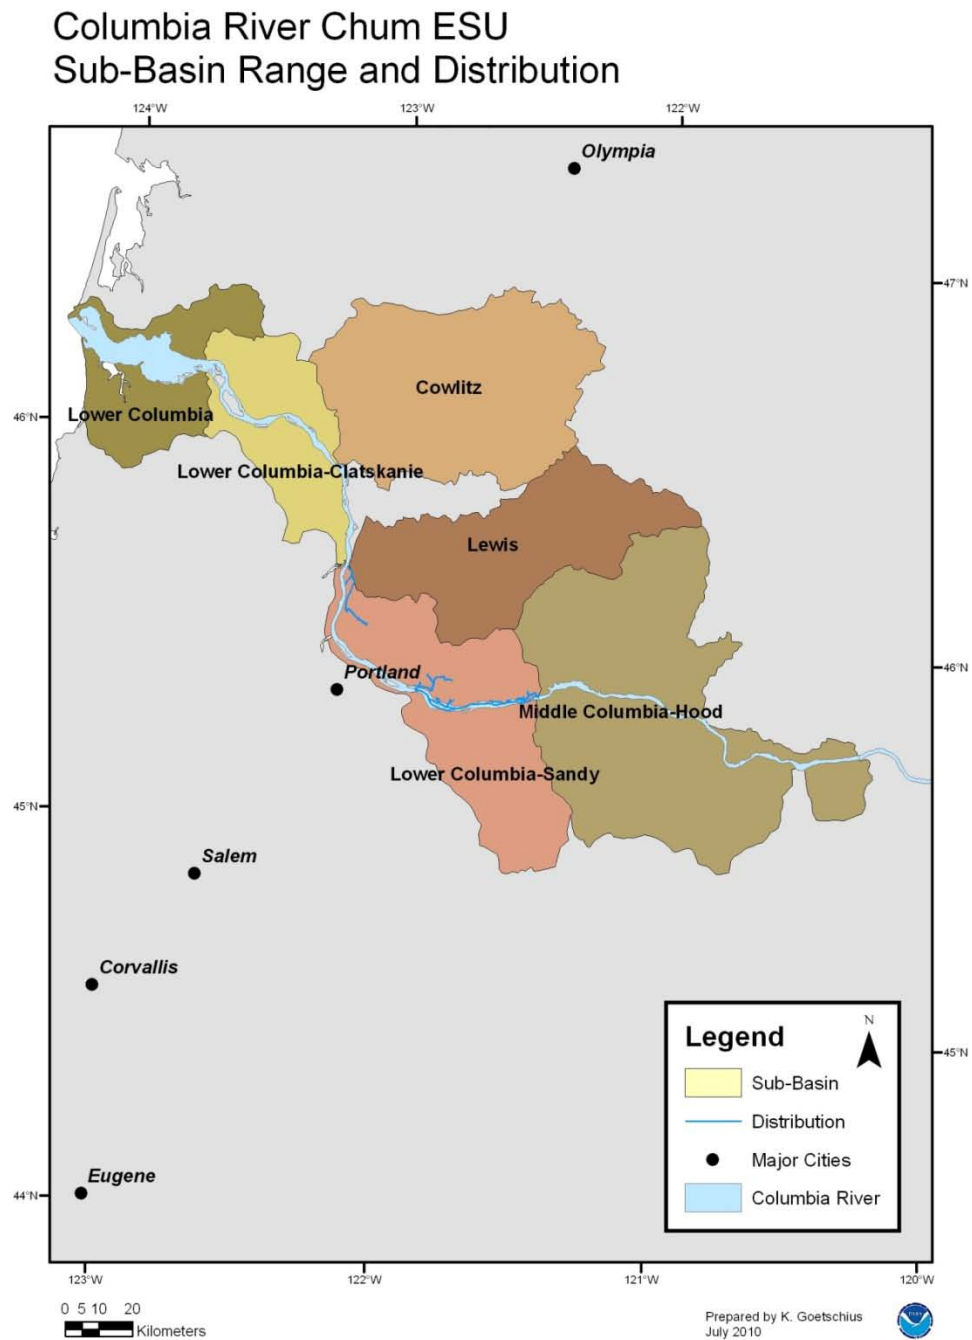 Columbia River Chum ESU
Sub-Basin Range and Distribution
124°W 123°W 122°W
Olympia
47°N
Cowlitz
46°N
Lower Columbia
Lower Columbia-Clatskanie
Lewis
Portland
46°N
Middle Columbia-Hood
Lower Columbia-Sandy
45°N
Salem
Corvallis
Legend
N
Sub-Basin
Distribution
Major Cities
Columbia River
45°N
Eugene
44°N
123°W 122°W 121°W 120°W
0 5 10 20
Kilometers
Prepared by K. Goetschius
July 2010